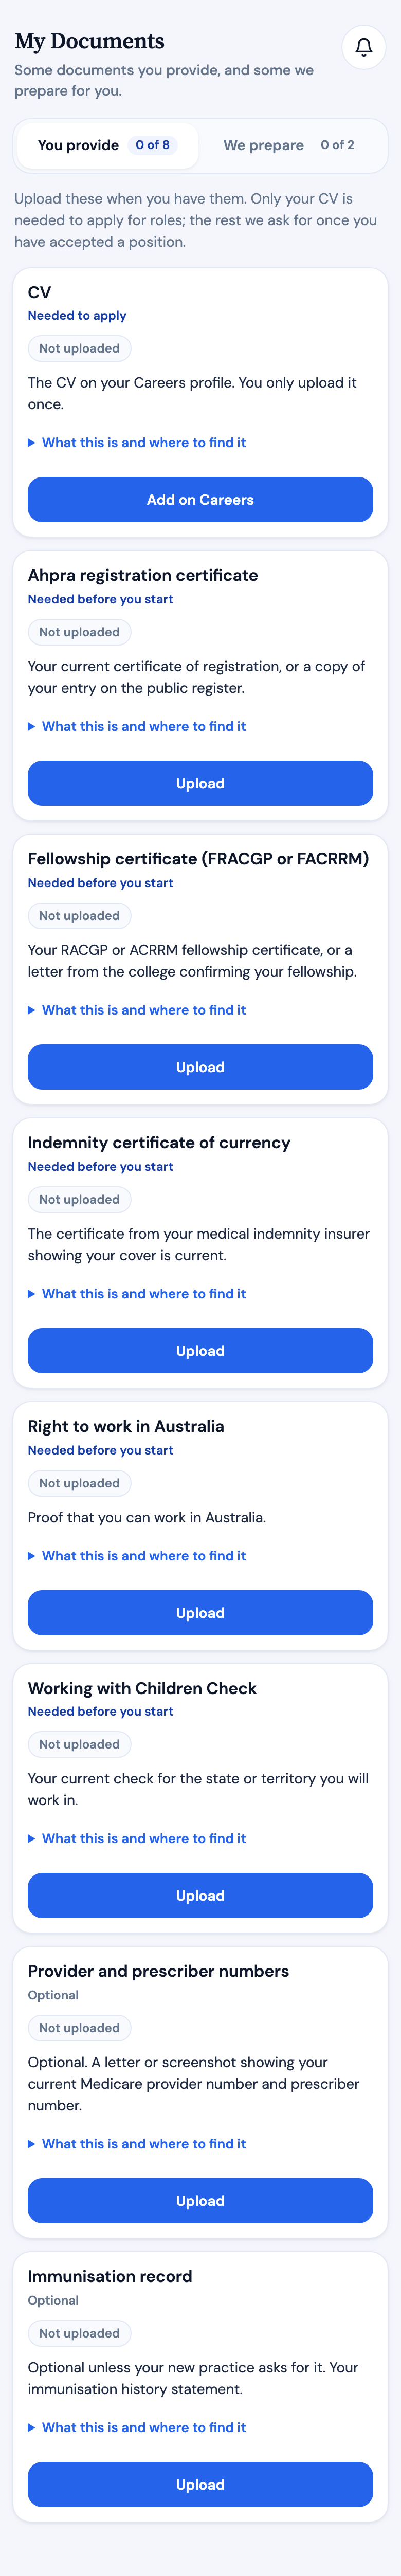 My Documents
Some documents you provide, and some we
prepare for you.
You provide 0 of 8 We prepare 0 of 2
Upload these when you have them. Only your CV is
needed to apply for roles; the rest we ask for once you
have accepted a position.
CV
Needed to apply
Not uploaded
The CV on your Careers profile. You only upload it
once.
What this is and where to find it
Add on Careers
Ahpra registration certificate
Needed before you start
Not uploaded
Your current certificate of registration, or a copy of
your entry on the public register.
What this is and where to find it
Upload
Fellowship certificate (FRACGP or FACRRM)
Needed before you start
Not uploaded
Your RACGP or ACRRM fellowship certificate, or a
letter from the college confirming your fellowship.
What this is and where to find it
Upload
Indemnity certificate of currency
Needed before you start
Not uploaded
The certificate from your medical indemnity insurer
showing your cover is current.
What this is and where to find it
Upload
Right to work in Australia
Needed before you start
Not uploaded
Proof that you can work in Australia.
What this is and where to find it
Upload
Working with Children Check
Needed before you start
Not uploaded
Your current check for the state or territory you will
work in.
What this is and where to find it
Upload
Provider and prescriber numbers
Optional
Not uploaded
Optional. A letter or screenshot showing your
current Medicare provider number and prescriber
number.
What this is and where to find it
Upload
Immunisation record
Optional
Not uploaded
Optional unless your new practice asks for it. Your
immunisation history statement.
What this is and where to find it
Upload